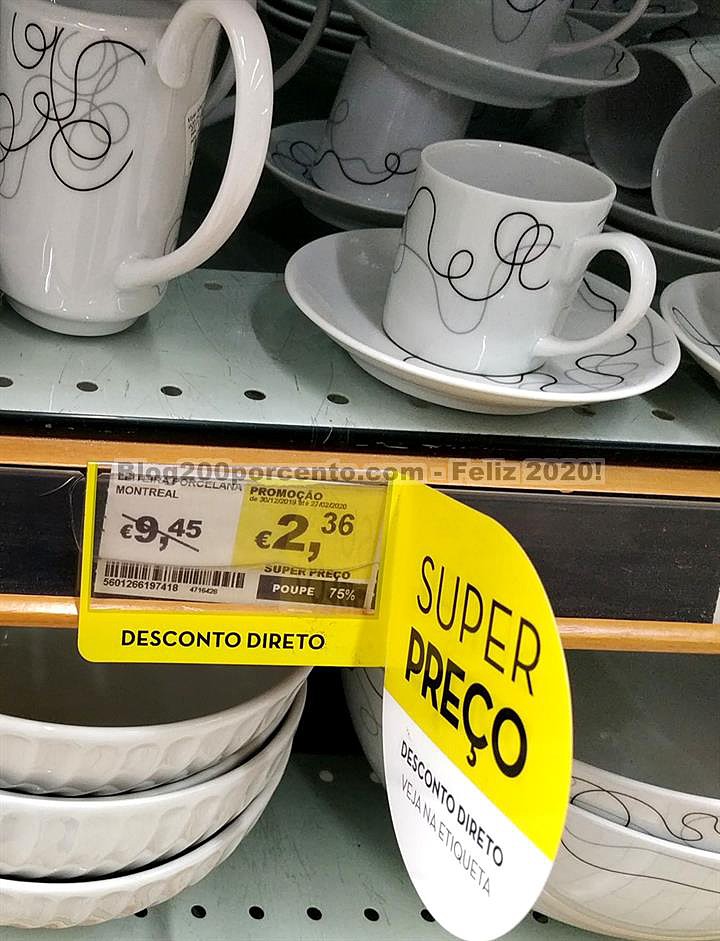 Blog200porcento.com - Feliz 2020!
PORCELANA
MONTREAL
€9,45
PROMOÇÃO
de 30/12/2019 até 27/02/2020
€2,36
SUPER PREÇO
POUPE 75%
5601266197418 4716426
DESCONTO DIRETO
SUPER
PREÇO
DESCONTO DIRETO
VEJA NA ETIQUETA